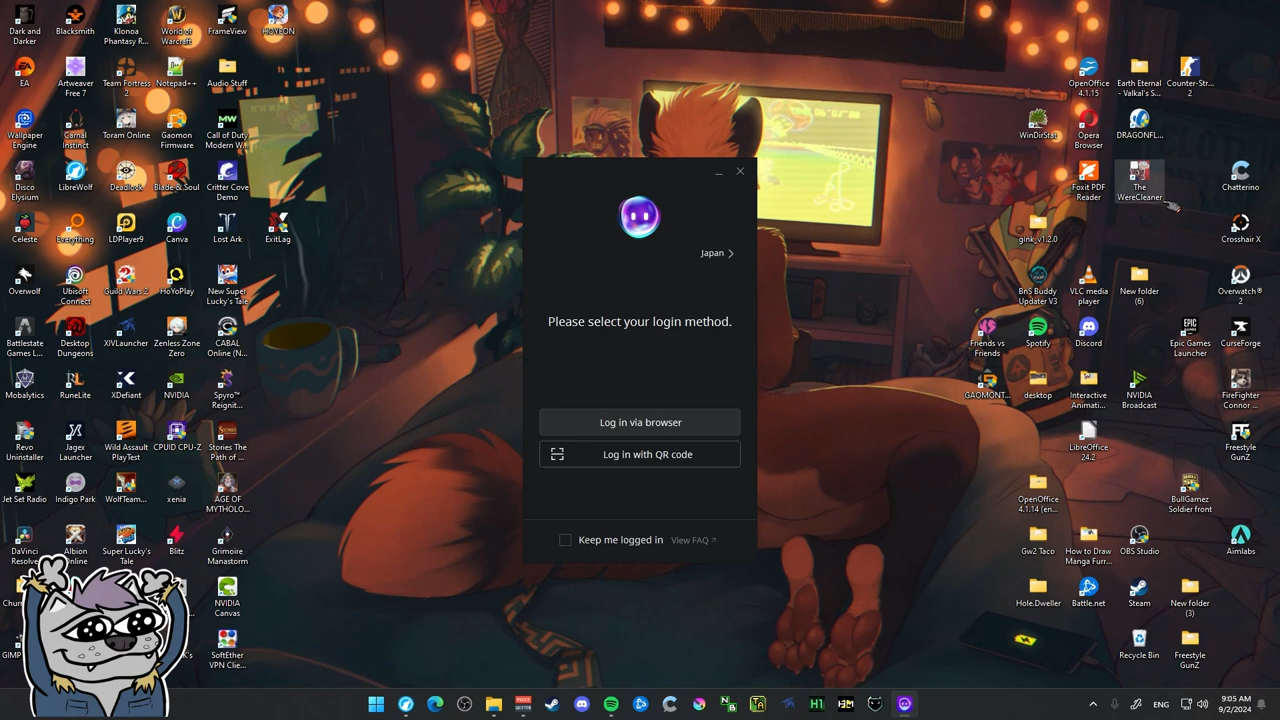 Dark and
Darker
Blacksmith
Klonoa
Phantasy R...
World of
Warcraft
FrameView
HOYEON
EA
Artweaver
Free 7
Team Fortress
2
Notepad++
Audio Stuff
Wallpaper
Engine
Carnal
Instinct
Toram Online
Gaomon
Firmware
Call of Duty
Modern W...
Disco
Elysium
LibreWolf
Deadlock
Blade & Soul
Critter Cove
Demo
Celeste
Everything
LDPlayer9
Canva
Lost Ark
ExitLag
Overwolf
Ubisoft
Connect
Guild Wars 2
HoYoPlay
New Super
Lucky's Tale
Battlestate
Games L...
Desktop
Dungeons
XIVLauncher
Zenless Zone
Zero
CABAL
Online (N...
Mobalytics
RuneLite
XDefiant
NVIDIA
Spyro™
Reignit...
Revo
Uninstaller
Jagex
Launcher
Wild Assault
PlayTest
CPUID CPU-Z
Stories The
Path of ...
Jet Set Radio
Indigo Park
WolfTeam...
xenia
AGE OF
MYTHOLO...
DaVinci
Resolve
Albion
Online
Super Lucky's
Tale
Blitz
Grimoire
Manastorm
NVIDIA
Canvas
SoftEther
VPN Clie...
Japan
Please select your login method.
Log in via browser
Log in with QR code
Keep me logged in
View FAQ
OpenOffice
4.1.15
Earth Eternal
- Valkal's S...
Counter-Str...
2
WinDirStat
Opera
Browser
DRAGONFL...
Foxit PDF
Reader
The
WereCleaner
Chatterino
glnk_v1.2.0
Crosshair X
BnS Buddy
Updater V3
VLC media
player
New folder
(6)
Overwatch®
2
Friends vs
Friends
Spotify
Discord
Epic Games
Launcher
CurseForge
GAOMONT...
desktop
Interactive
Animati...
NVIDIA
Broadcast
FireFighter
Connor ...
LibreOffice
24.2
Freestyle
GunZ
OpenOffice
4.1.14 (en...
BullGamez
Soldier front
Gw2 Taco
How to Draw
Manga Furr...
OBS Studio
Aimlabs
Hole.Dweller
Battle.net
Steam
New folder
(3)
Recycle Bin
Freestyle
GunZ
ENG
9:05 AM
9/2/2024